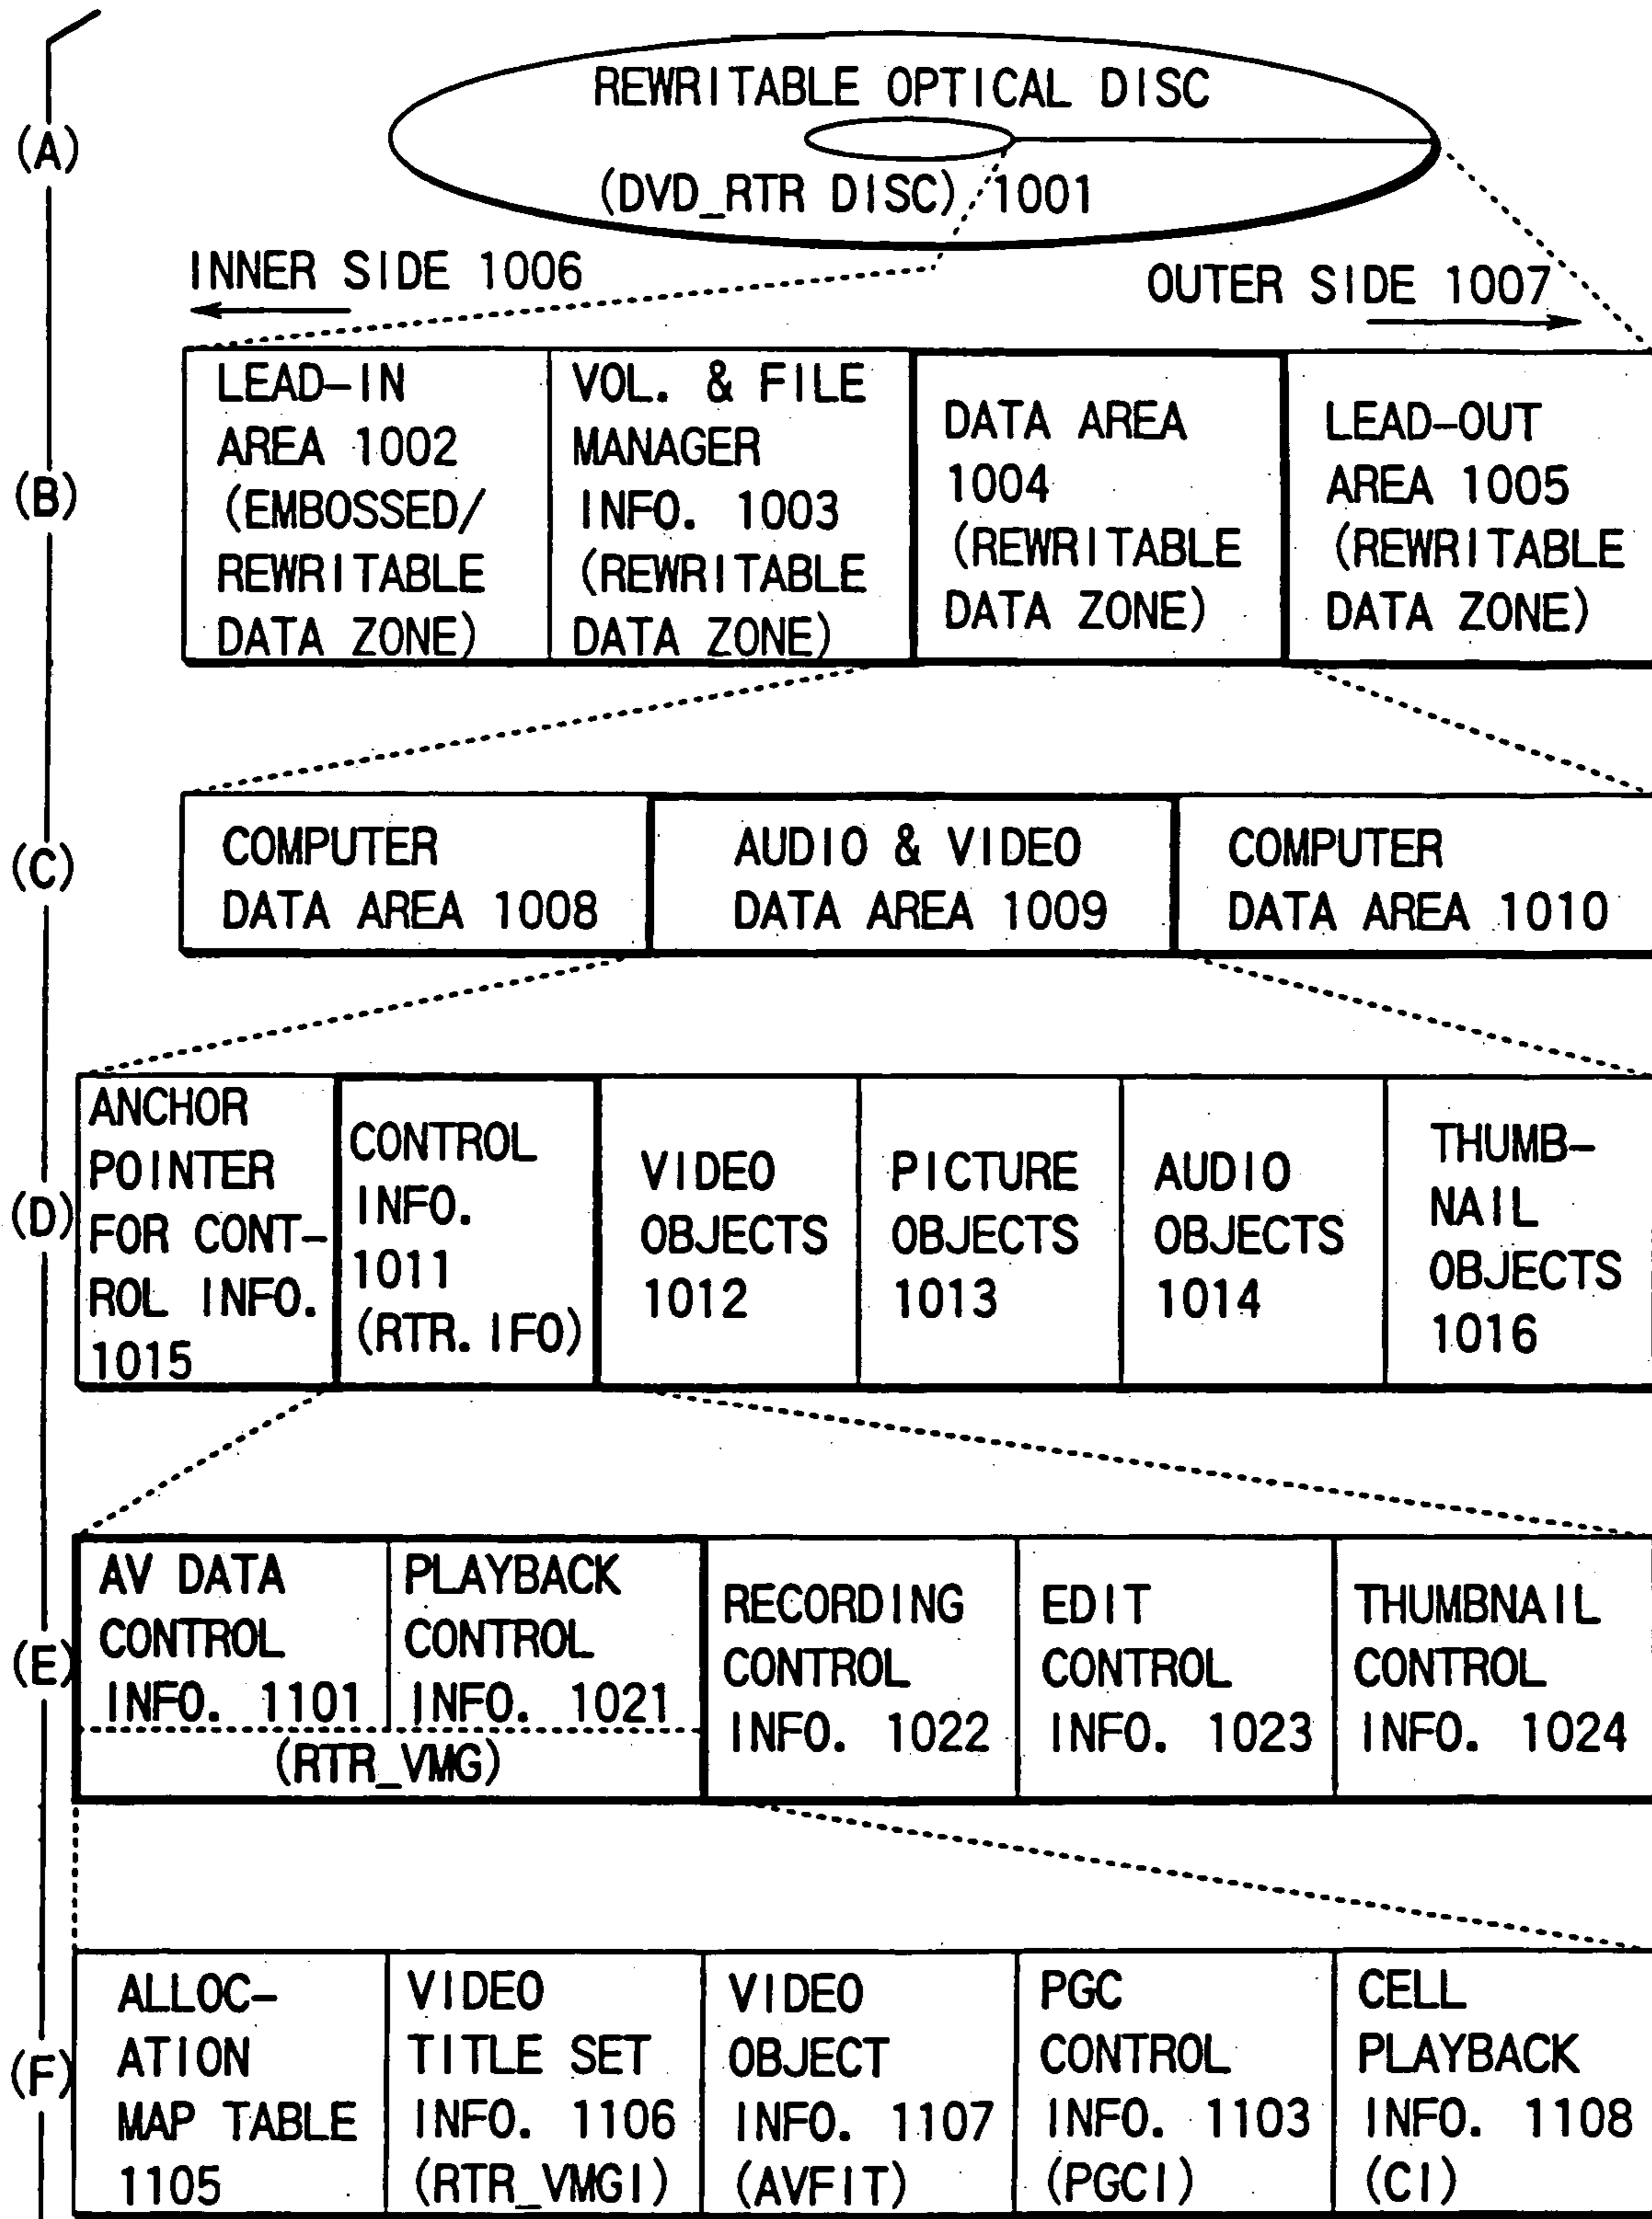 (A)
REWRITABLE OPTICAL DISC
(DVD_RTR DISC) 1001
INNER SIDE 1006
OUTER SIDE 1007
(B)
LEAD-IN
AREA 1002
(EMBOSSED/
REWRITABLE
DATA ZONE)
VOL. & FILE
MANAGER
INFO. 1003
(REWRITABLE
DATA ZONE)
DATA AREA
1004
(REWRITABLE
DATA ZONE)
LEAD-OUT
AREA 1005
(REWRITABLE
DATA ZONE)
(C)
COMPUTER
DATA AREA 1008
AUDIO & VIDEO
DATA AREA 1009
COMPUTER
DATA AREA 1010
(D)
ANCHOR
POINTER
FOR CONT-
ROL INFO.
1015
CONTROL
INFO.
1011
(RTR.IFO)
VIDEO
OBJECTS
1012
PICTURE
OBJECTS
1013
AUDIO
OBJECTS
1014
THUMB-
NAIL
OBJECTS
1016
(E)
AV DATA
CONTROL
INFO. 1101
PLAYBACK
CONTROL
INFO. 1021
(RTR_VMG)
RECORDING
CONTROL
INFO. 1022
EDIT
CONTROL
INFO. 1023
THUMBNAIL
CONTROL
INFO. 1024
(F)
ALLOC-
ATION
MAP TABLE
1105
VIDEO
TITLE SET
INFO. 1106
(RTR_VMGI)
VIDEO
OBJECT
INFO. 1107
(AVFIT)
PGC
CONTROL
INFO. 1103
(PGCI)
CELL
PLAYBACK
INFO. 1108
(CI)